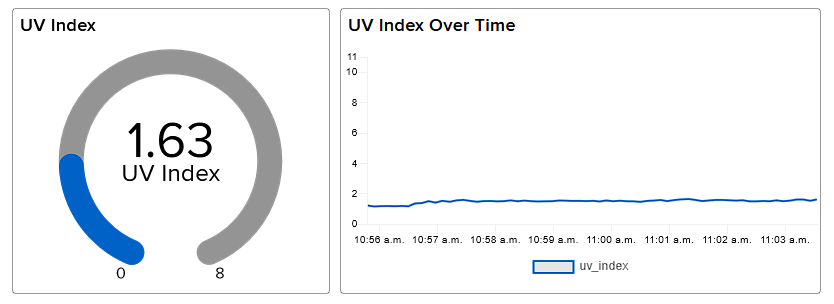 UV Index
1.63
UV Index
0
8
UV Index Over Time
11
10
8
6
4
2
0
10:56 a.m. 10:57 a.m. 10:58 a.m. 10:59 a.m. 11:00 a.m. 11:01 a.m. 11:02 a.m. 11:03 a.m.
uv_index